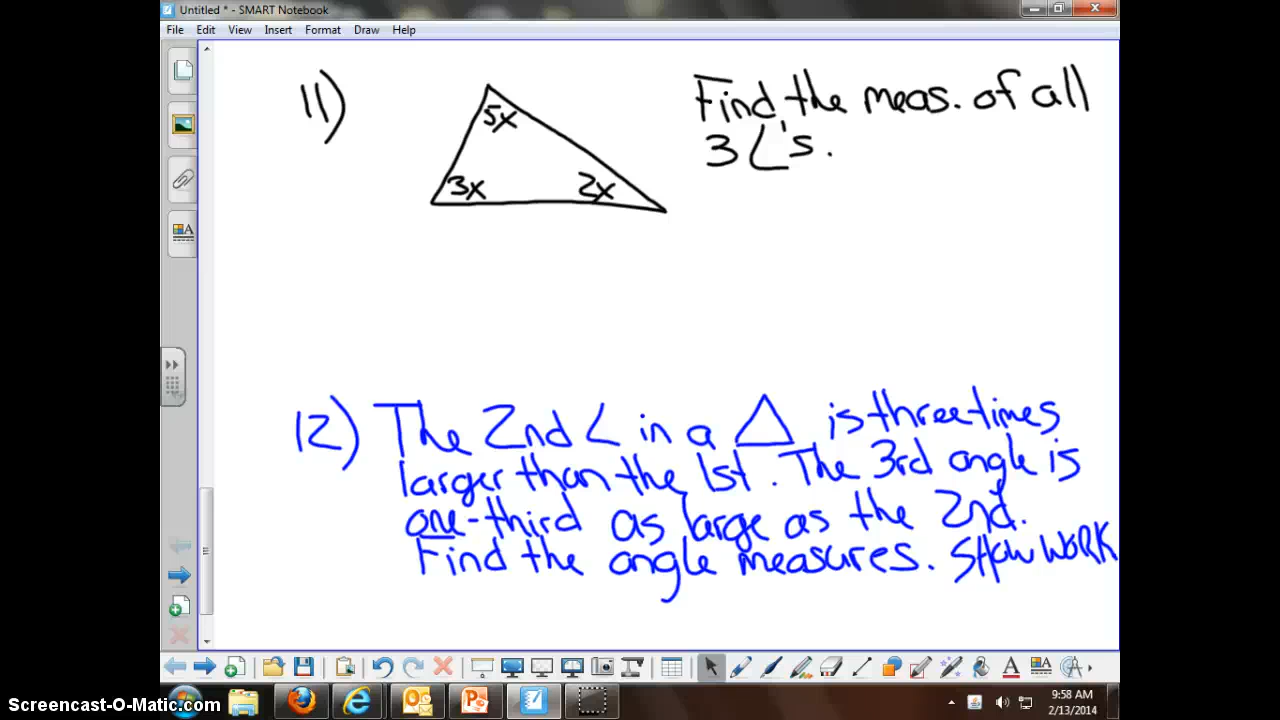 Untitled * - SMART Notebook
File Edit View Insert Format Draw Help
11)
5x
3x
2x
Find the meas. of all
3 ∠'s.
12) The 2nd ∠ in a △ is three times
larger than the 1st. The 3rd angle is
one-third as large as the 2nd.
Find the angle measures. SHOW WORK
9:58 AM
2/13/2014
Screencast-O-Matic.com